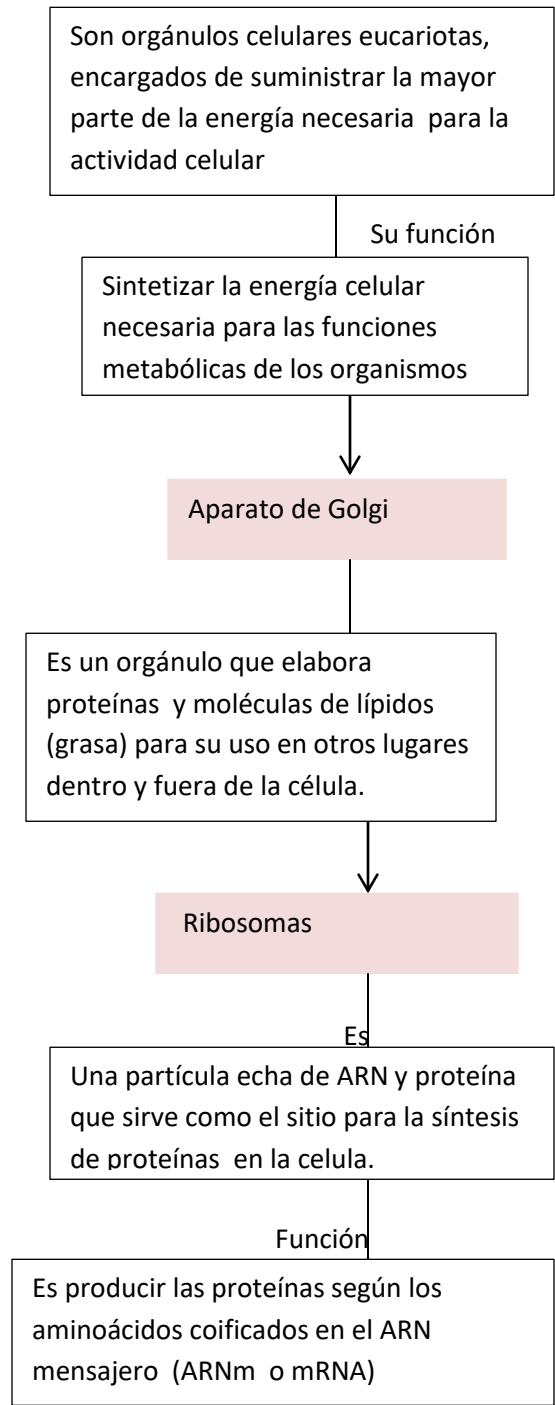 Son orgánulos celulares eucariotas,
encargados de suministrar la mayor
parte de la energía necesaria  para la
actividad celular
Su función
Sintetizar la energía celular
necesaria para las funciones
metabólicas de los organismos
Aparato de Golgi
Es un orgánulo que elabora
proteínas  y moléculas de lípidos
(grasa) para su uso en otros lugares
dentro y fuera de la célula.
Ribosomas
Es
Una partícula echa de ARN y proteína
que sirve como el sitio para la síntesis
de proteínas  en la celula.
Función
Es producir las proteínas según los
aminoácidos coificados en el ARN
mensajero  (ARNm  o mRNA)